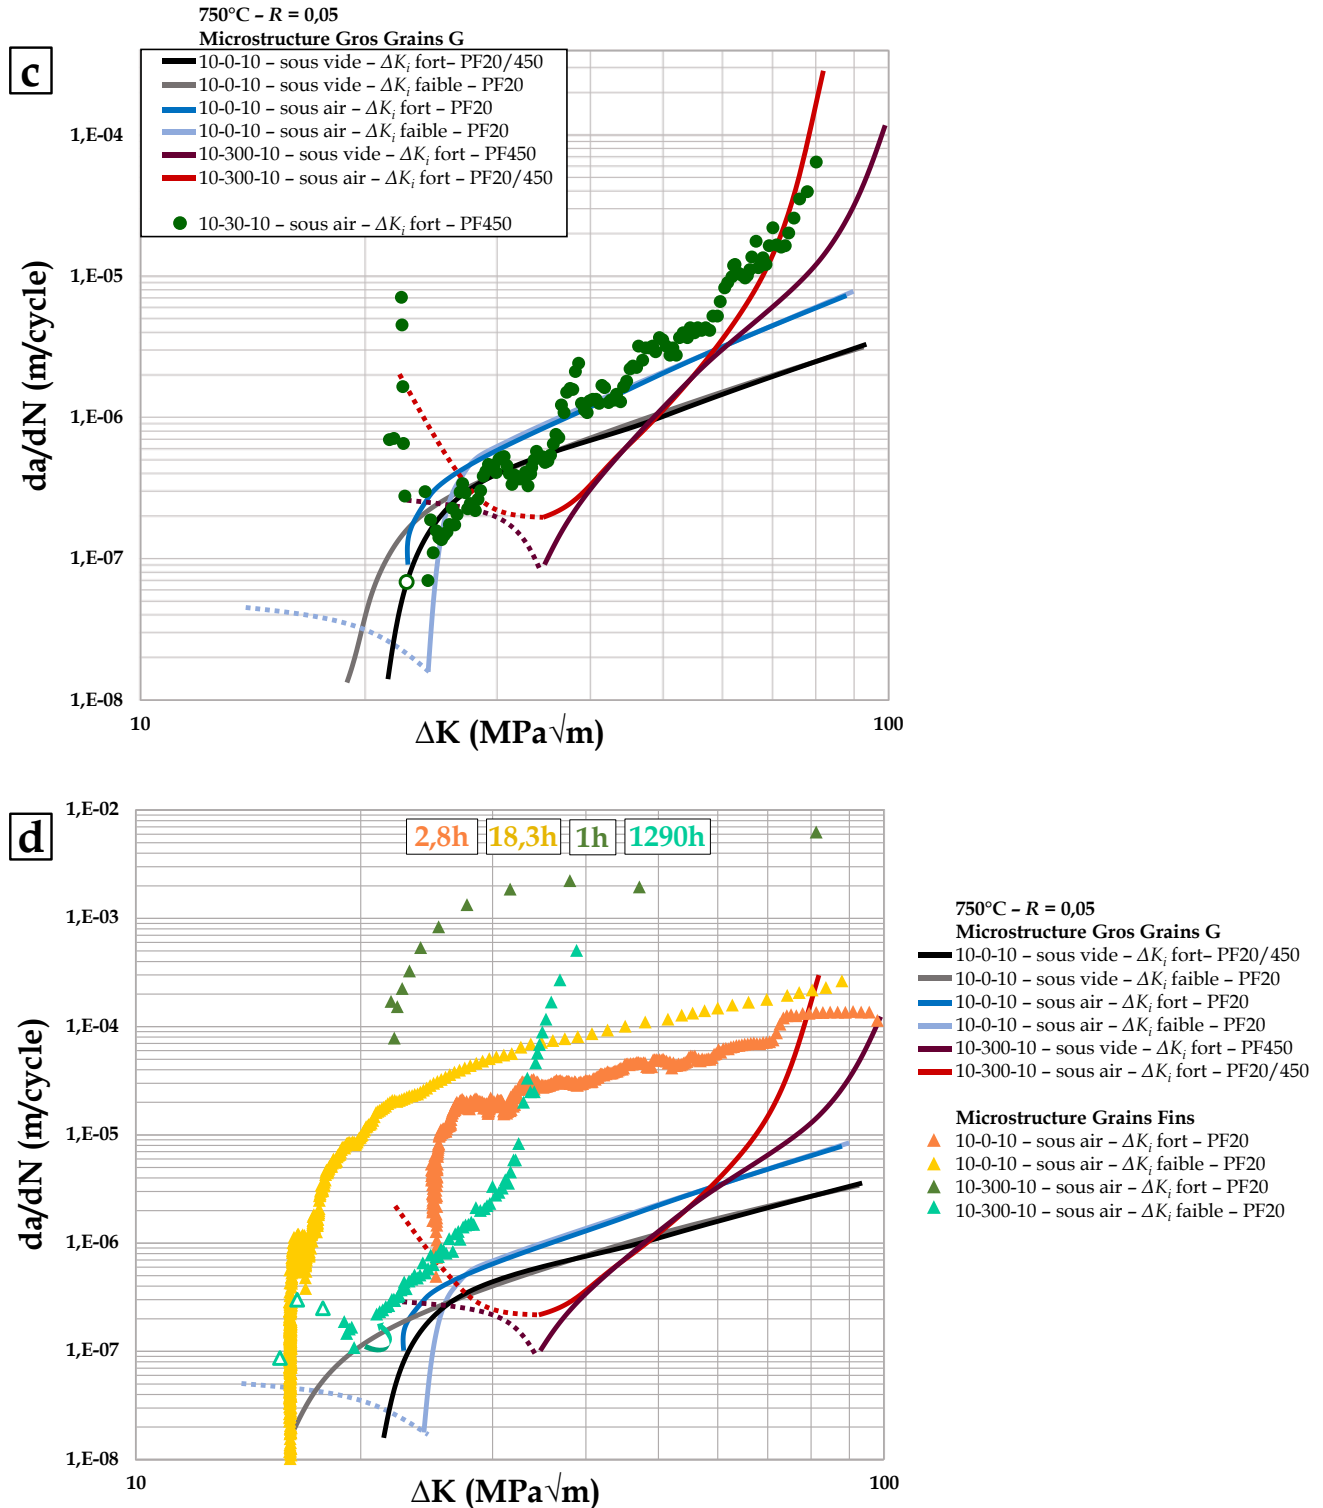 750°C – R = 0,05
Microstructure Gros Grains G
c
10-0-10 – sous vide – ΔKi fort– PF20/450
10-0-10 – sous vide – ΔKi faible – PF20
10-0-10 – sous air – ΔKi fort – PF20
10-0-10 – sous air – ΔKi faible – PF20
10-300-10 – sous vide – ΔKi fort – PF450
10-300-10 – sous air – ΔKi fort – PF20/450
10-30-10 – sous air – ΔKi fort – PF450
1,E-04
1,E-05
1,E-06
1,E-07
1,E-08
da/dN (m/cycle)
10
100
ΔK (MPa√m)
d
1,E-02
1,E-03
1,E-04
1,E-05
1,E-06
1,E-07
1,E-08
da/dN (m/cycle)
2,8h
18,3h
1h
1290h
10
100
ΔK (MPa√m)
750°C – R = 0,05
Microstructure Gros Grains G
10-0-10 – sous vide – ΔKi fort– PF20/450
10-0-10 – sous vide – ΔKi faible – PF20
10-0-10 – sous air – ΔKi fort – PF20
10-0-10 – sous air – ΔKi faible – PF20
10-300-10 – sous vide – ΔKi fort – PF450
10-300-10 – sous air – ΔKi fort – PF20/450
Microstructure Grains Fins
10-0-10 – sous air – ΔKi fort – PF20
10-0-10 – sous air – ΔKi faible – PF20
10-300-10 – sous air – ΔKi fort – PF20
10-300-10 – sous air – ΔKi faible – PF20